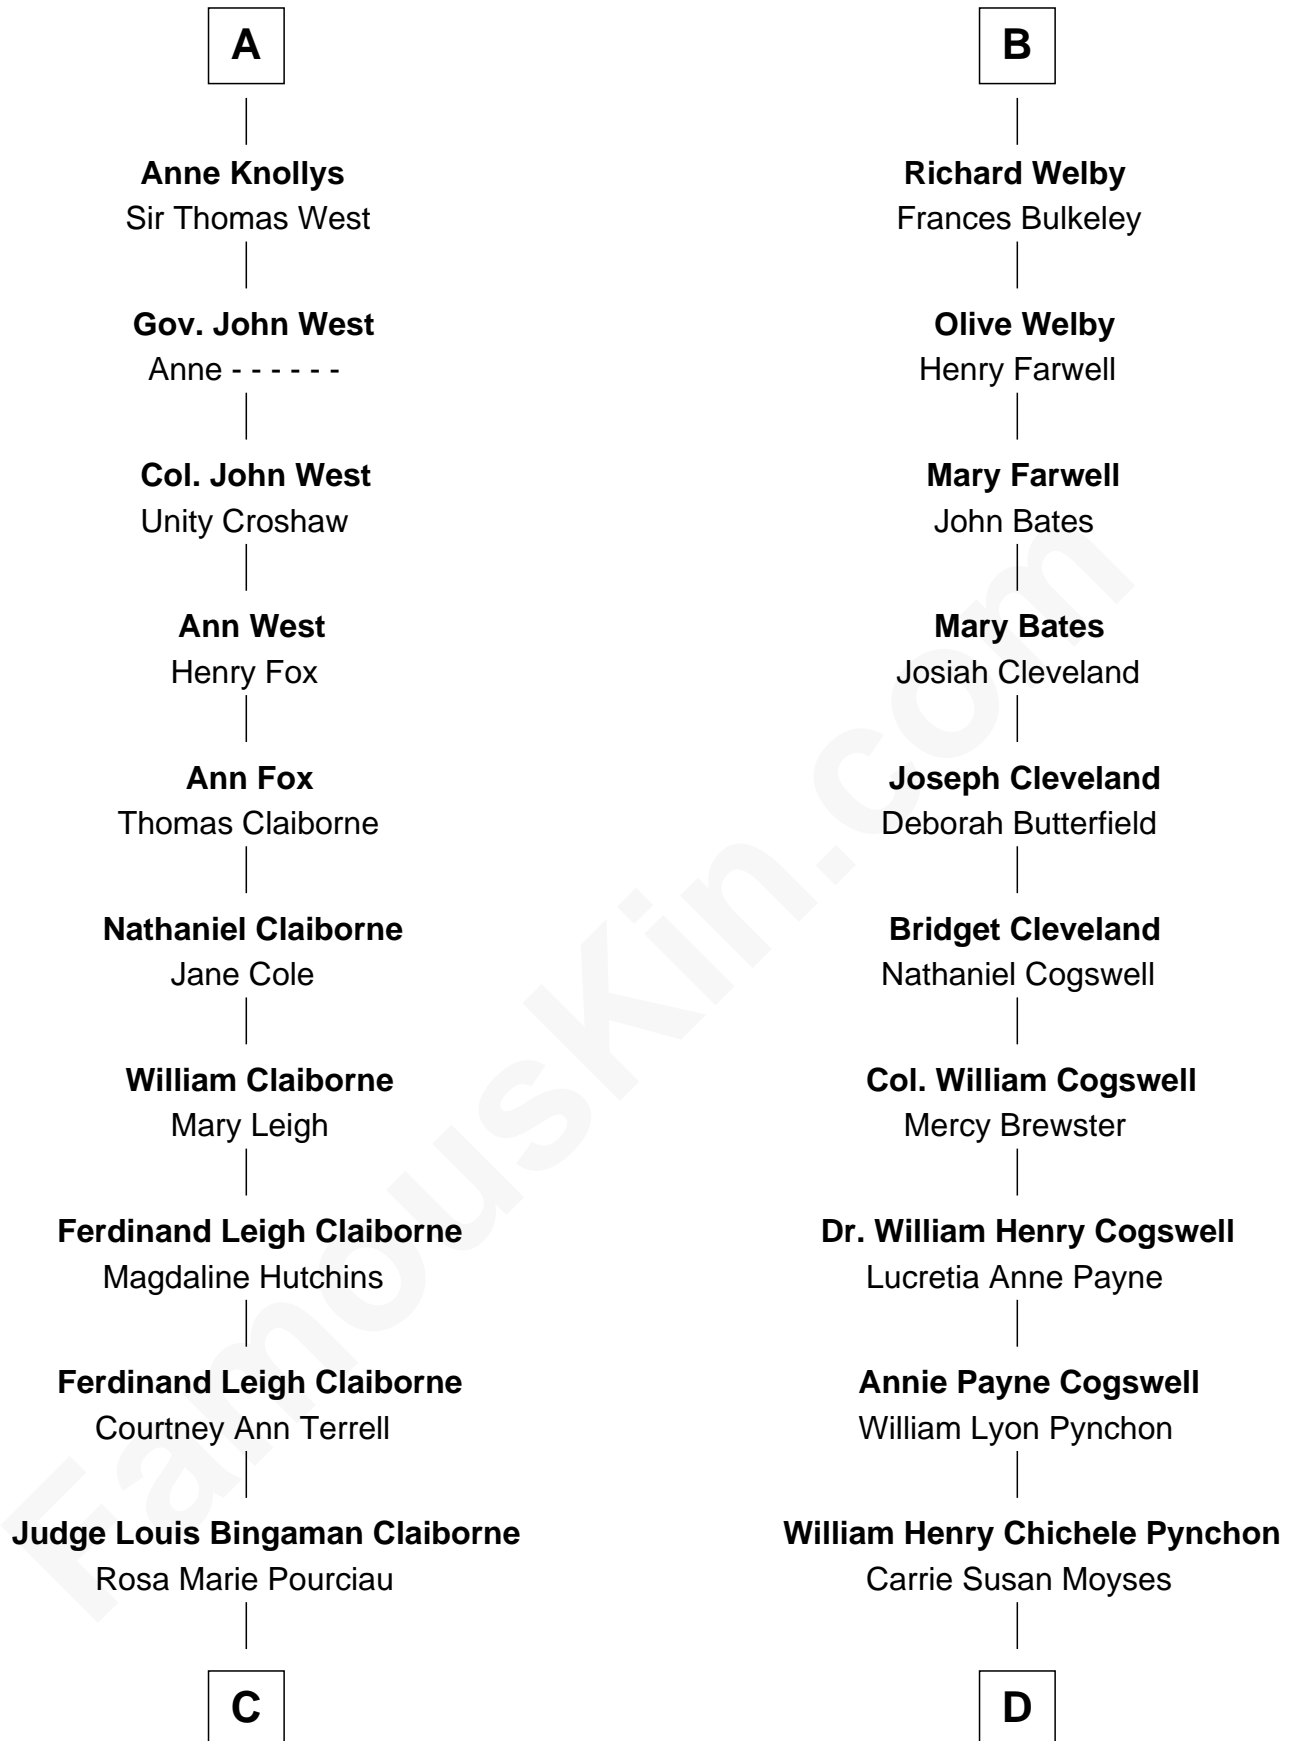 A
Anne Knollys
Sir Thomas West
Gov. John West
Anne - - - - - -
Col. John West
Unity Croshaw
Ann West
Henry Fox
Ann Fox
Thomas Claiborne
Nathaniel Claiborne
Jane Cole
William Claiborne
Mary Leigh
Ferdinand Leigh Claiborne
Magdaline Hutchins
Ferdinand Leigh Claiborne
Courtney Ann Terrell
Judge Louis Bingaman Claiborne
Rosa Marie Pourciau
C
B
Richard Welby
Frances Bulkeley
Olive Welby
Henry Farwell
Mary Farwell
John Bates
Mary Bates
Josiah Cleveland
Joseph Cleveland
Deborah Butterfield
Bridget Cleveland
Nathaniel Cogswell
Col. William Cogswell
Mercy Brewster
Dr. William Henry Cogswell
Lucretia Anne Payne
Annie Payne Cogswell
William Lyon Pynchon
William Henry Chichele Pynchon
Carrie Susan Moyses
D
FamousKin.com